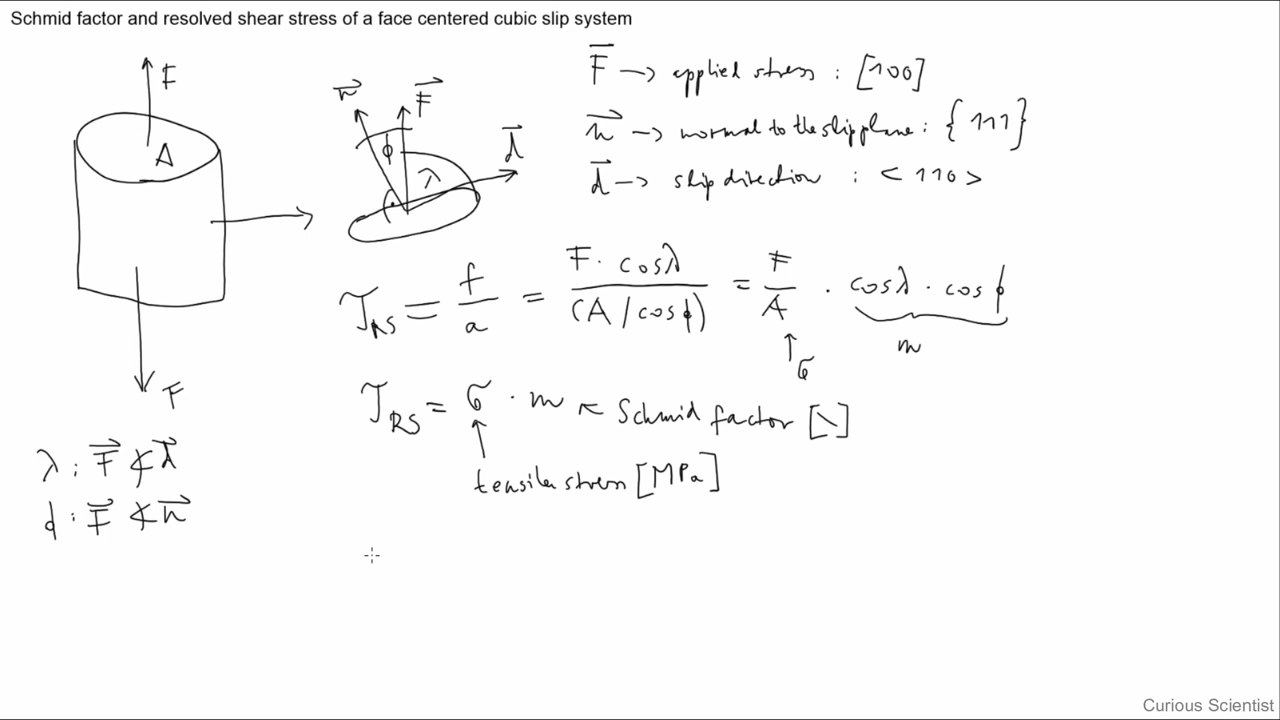 Schmid factor and resolved shear stress of a face centered cubic slip system
F
A
F
n⃗
F⃗
d⃗
ϕ
λ
F⃗ → applied stress : [100]
n⃗ → normal to the slip plane : {111}
d⃗ → slip direction : <110>
τRS = f/a = F · cosλ / (A/cosϕ) = F/A · cosλ · cosϕ
↑ σ
m
τRS = σ · m ← Schmid factor [\]
↑
tensile stress [MPa]
λ : F⃗ ∢ d⃗
ϕ : F⃗ ∢ n⃗
Curious Scientist